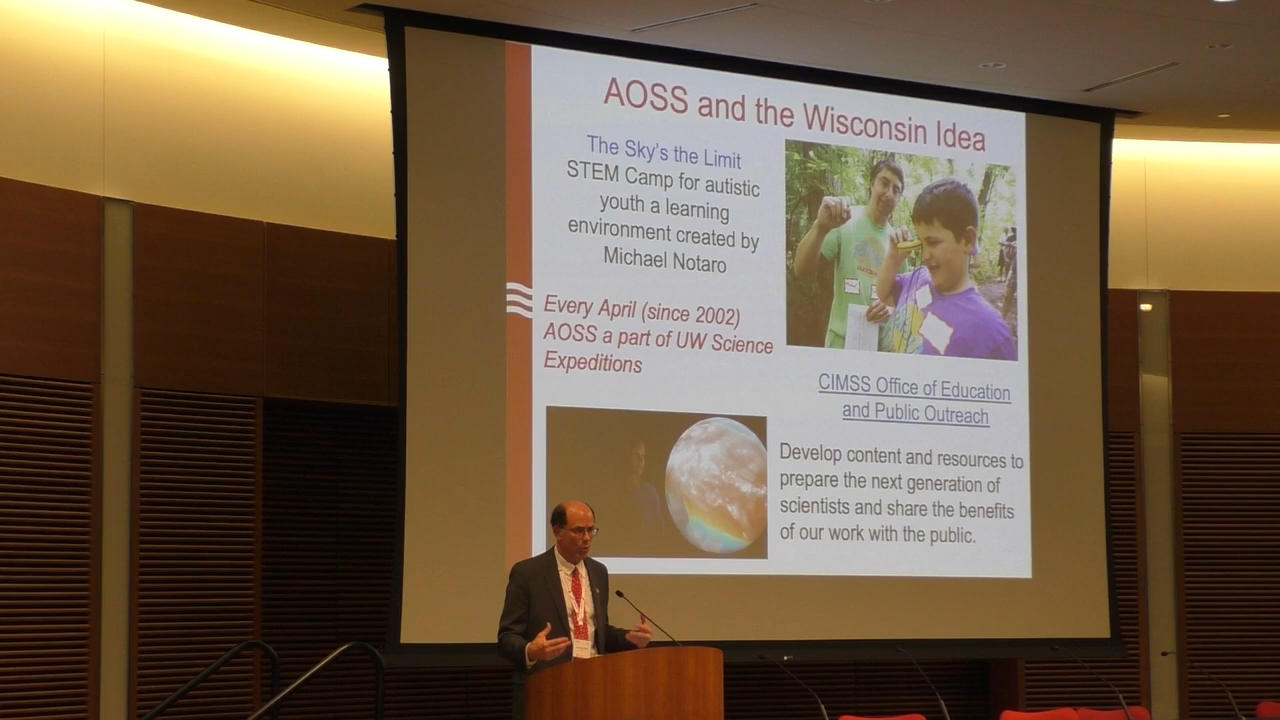 AOSS and the Wisconsin Idea
The Sky's the Limit
STEM Camp for autistic
youth a learning
environment created by
Michael Notaro
Every April (since 2002)
AOSS a part of UW Science
Expeditions
CIMSS Office of Education
and Public Outreach
Develop content and resources to
prepare the next generation of
scientists and share the benefits
of our work with the public.